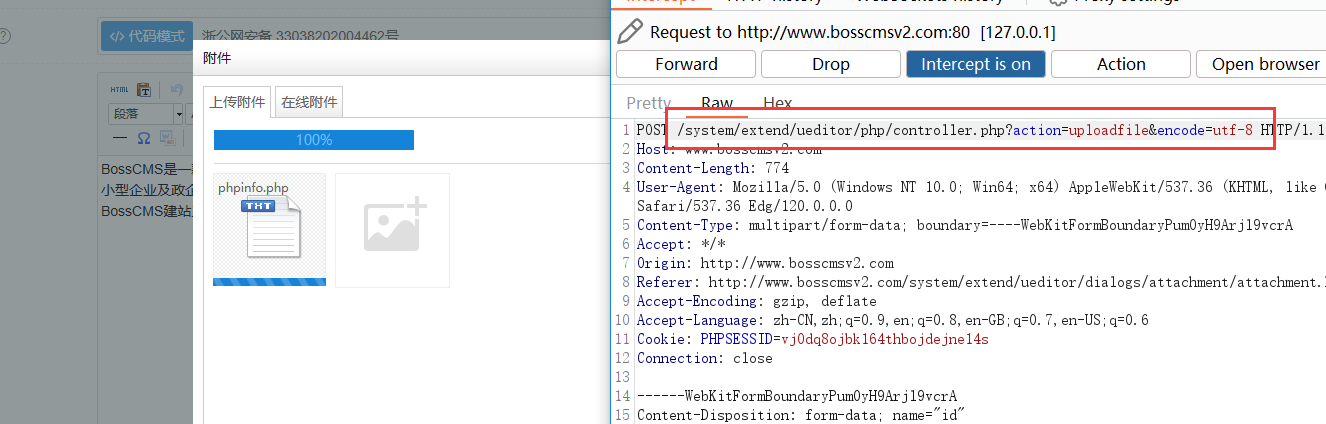 Request to http://www.bosscmsv2.com:80 [127.0.0.1]
Forward
Drop
Intercept is on
Action
Open browser
Pretty
Raw
Hex
代码模式
浙公网安备 33038202004462号
附件
上传附件
在线附件
HTML
段落
100%
phpinfo.php
TXT
BossCMS是一
小型企业及政企
BossCMS建站
1 POST /system/extend/ueditor/php/controller.php?action=uploadfile&encode=utf-8 HTTP/1.1
2 Host: www.bosscmsv2.com
3 Content-Length: 774
4 User-Agent: Mozilla/5.0 (Windows NT 10.0; Win64; x64) AppleWebKit/537.36 (KHTML, like
Safari/537.36 Edg/120.0.0.0
5 Content-Type: multipart/form-data; boundary=----WebKitFormBoundaryPum0yH9Arjl9vcrA
6 Accept: */*
7 Origin: http://www.bosscmsv2.com
8 Referer: http://www.bosscmsv2.com/system/extend/ueditor/dialogs/attachment/attachment.
9 Accept-Encoding: gzip, deflate
10 Accept-Language: zh-CN,zh;q=0.9,en;q=0.8,en-GB;q=0.7,en-US;q=0.6
11 Cookie: PHPSESSID=vj0dq8ojbk164thbojdejne14s
12 Connection: close
13
14 ------WebKitFormBoundaryPum0yH9Arjl9vcrA
15 Content-Disposition: form-data; name="id"